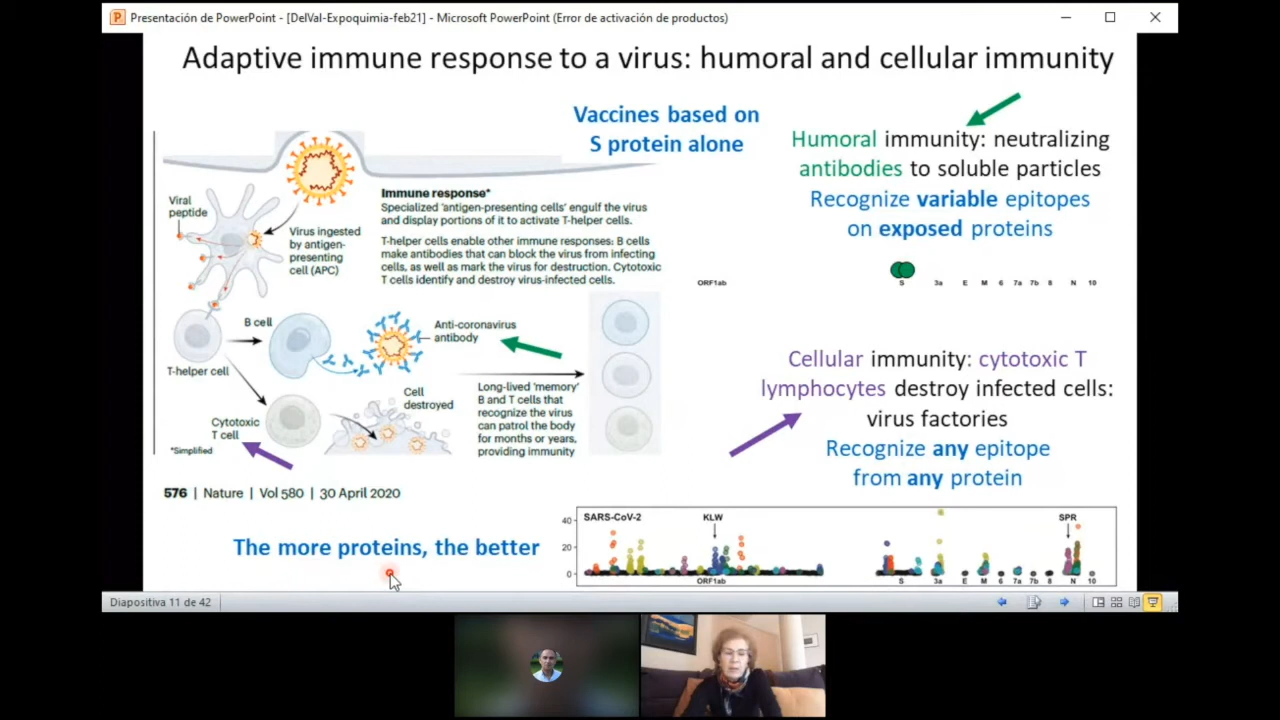 Presentación de PowerPoint - [DelVal-Expoquimia-feb21] - Microsoft PowerPoint (Error de activación de productos)
Adaptive immune response to a virus: humoral and cellular immunity
Vaccines based on
S protein alone
Humoral immunity: neutralizing
antibodies to soluble particles
Recognize variable epitopes
on exposed proteins
Viral
peptide
Virus ingested
by antigen-
presenting
cell (APC)
Immune response*
Specialized 'antigen-presenting cells' engulf the virus
and display portions of it to activate T-helper cells.
T-helper cells enable other immune responses: B cells
make antibodies that can block the virus from infecting
cells, as well as mark the virus for destruction. Cytotoxic
T cells identify and destroy virus-infected cells.
ORF1ab S 3a E M 6 7a 7b 8 N 10
B cell
Anti-coronavirus
antibody
T-helper cell
Cell
destroyed
Long-lived 'memory'
B and T cells that
recognize the virus
can patrol the body
for months or years,
providing immunity
Cytotoxic
T cell
*Simplified
Cellular immunity: cytotoxic T
lymphocytes destroy infected cells:
virus factories
Recognize any epitope
from any protein
576 | Nature | Vol 580 | 30 April 2020
The more proteins, the better
SARS-CoV-2 KLW SPR
40
20
0
ORF1ab S 3a E M 6 7a 7b 8 N 10
Diapositiva 11 de 42